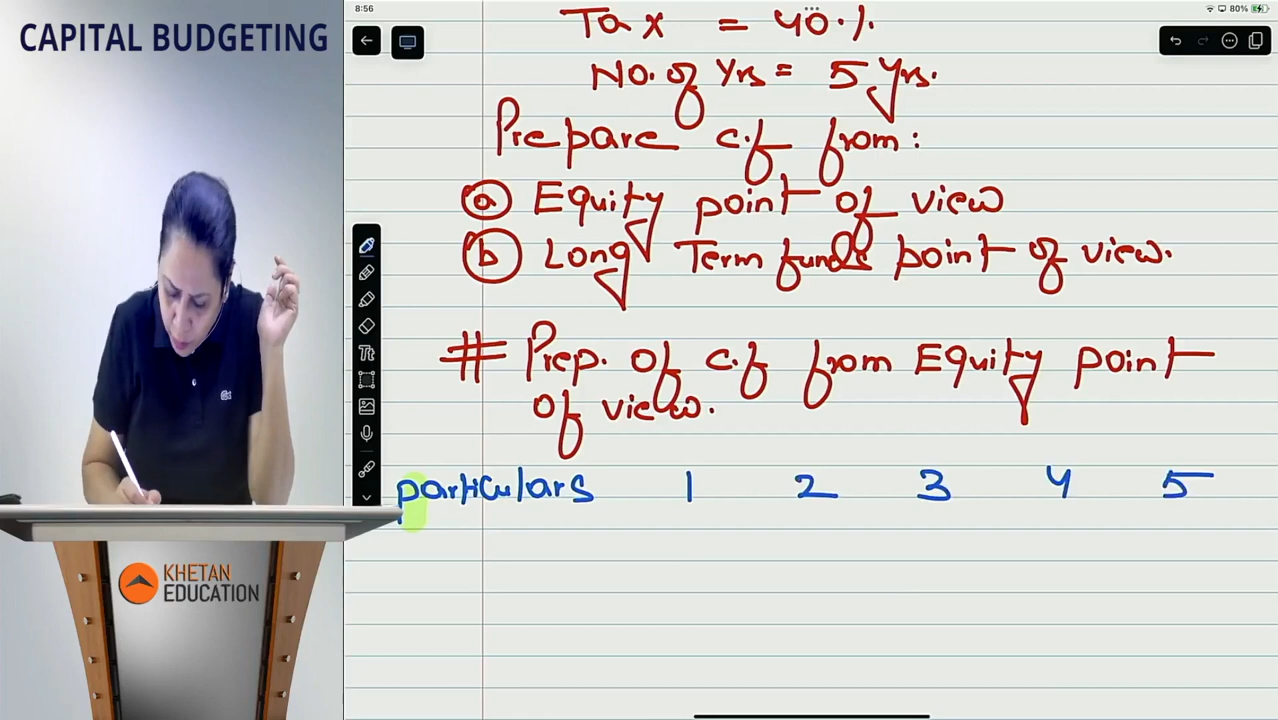 CAPITAL BUDGETING
8:56
80%
Tax = 40%.
No. of Yrs = 5 Yrs.
Prepare c.f from:
(a) Equity point of view
(b) Long Term funds point of view.
# Prep. of c.f from Equity point
of view.
particulars 1 2 3 4 5
Tt
KHETAN
EDUCATION